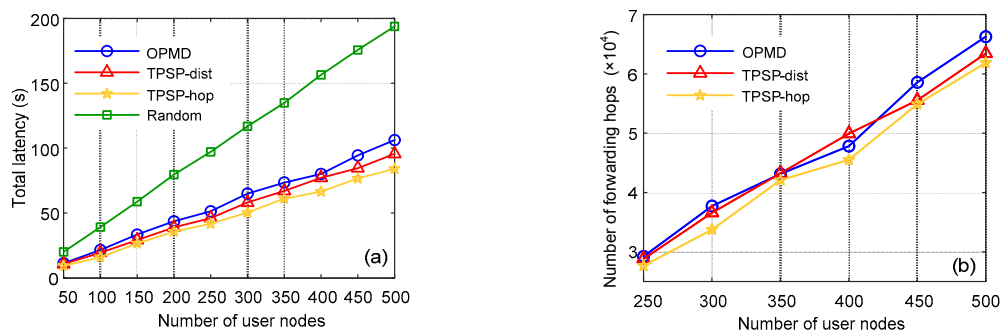 200
150
100
50
0
Total latency (s)
OPMD
TPSP-dist
TPSP-hop
Random
(a)
50 100 150 200 250 300 350 400 450 500
Number of user nodes
7
6
5
4
3
Number of forwarding hops (×10⁴)
OPMD
TPSP-dist
TPSP-hop
(b)
250 300 350 400 450 500
Number of user nodes